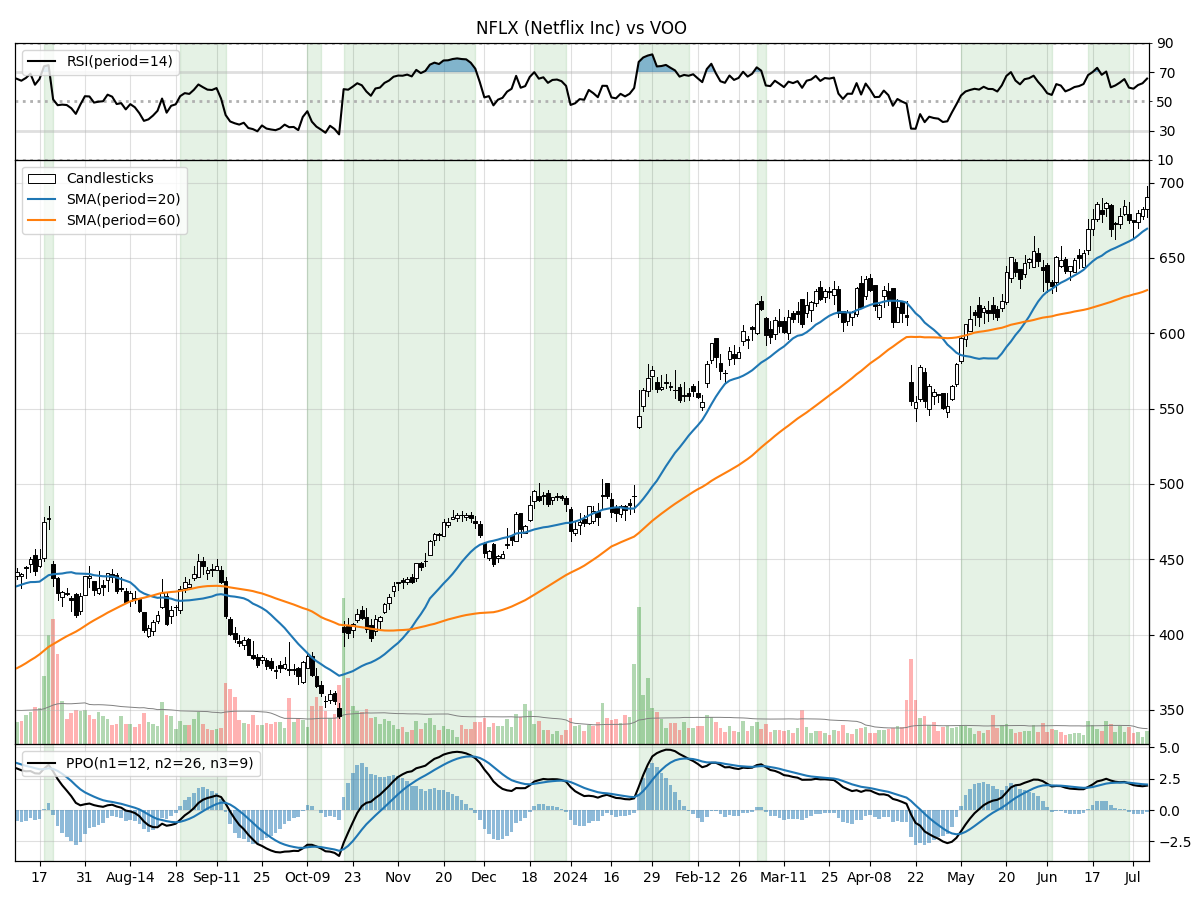 NFLX (Netflix Inc) vs VOO
RSI(period=14)
90
70
50
30
10
Candlesticks
SMA(period=20)
SMA(period=60)
700
650
600
550
500
450
400
350
PPO(n1=12, n2=26, n3=9)
5.0
2.5
0.0
−2.5
17 31 Aug-14 28 Sep-11 25 Oct-09 23 Nov 20 Dec 18 2024 16 29 Feb-12 26 Mar-11 25 Apr-08 22 May 20 Jun 17 Jul